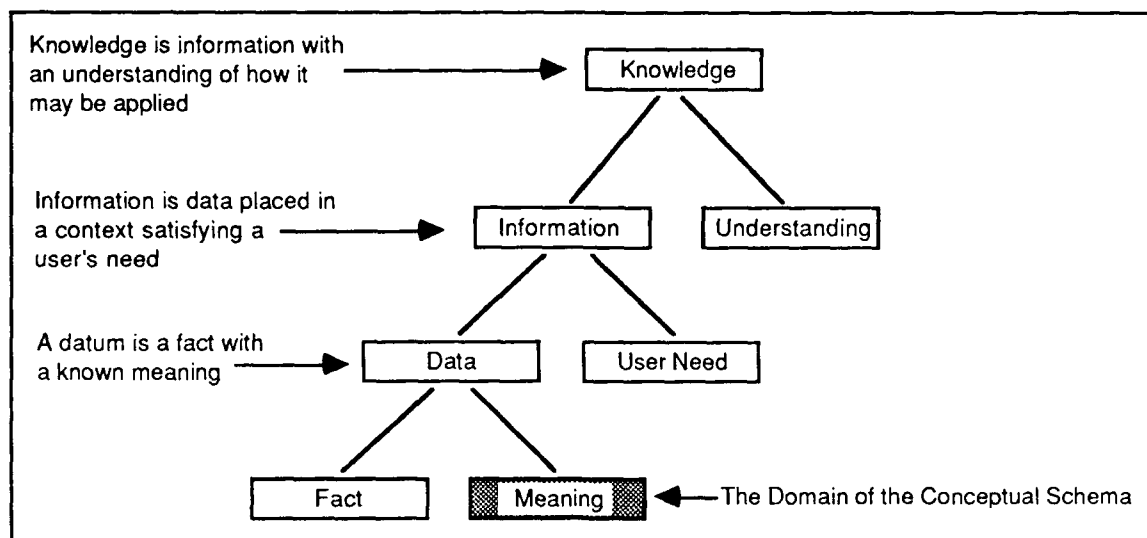 Knowledge is information with
an understanding of how it
may be applied
Knowledge
Information is data placed in
a context satisfying a
user's need
Information
Understanding
A datum is a fact with
a known meaning
Data
User Need
Fact
Meaning
The Domain of the Conceptual Schema